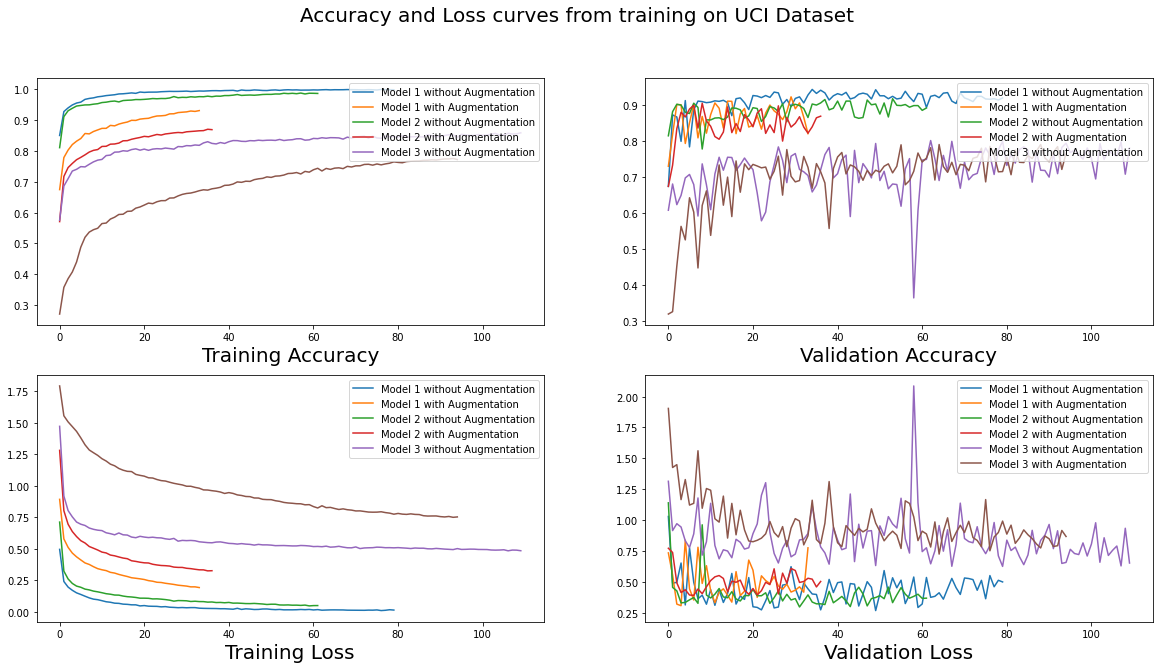 Accuracy and Loss curves from training on UCI Dataset
1.0
0.9
0.8
0.7
0.6
0.5
0.4
0.3
0
20
40
60
80
100
Model 1 without Augmentation
Model 1 with Augmentation
Model 2 without Augmentation
Model 2 with Augmentation
Model 3 without Augmentation
Training Accuracy
0.9
0.8
0.7
0.6
0.5
0.4
0.3
0
20
40
60
80
100
Model 1 without Augmentation
Model 1 with Augmentation
Model 2 without Augmentation
Model 2 with Augmentation
Model 3 without Augmentation
Validation Accuracy
1.75
1.50
1.25
1.00
0.75
0.50
0.25
0.00
0
20
40
60
80
100
Model 1 without Augmentation
Model 1 with Augmentation
Model 2 without Augmentation
Model 2 with Augmentation
Model 3 without Augmentation
Training Loss
2.00
1.75
1.50
1.25
1.00
0.75
0.50
0.25
0
20
40
60
80
100
Model 1 without Augmentation
Model 1 with Augmentation
Model 2 without Augmentation
Model 2 with Augmentation
Model 3 without Augmentation
Model 3 with Augmentation
Validation Loss